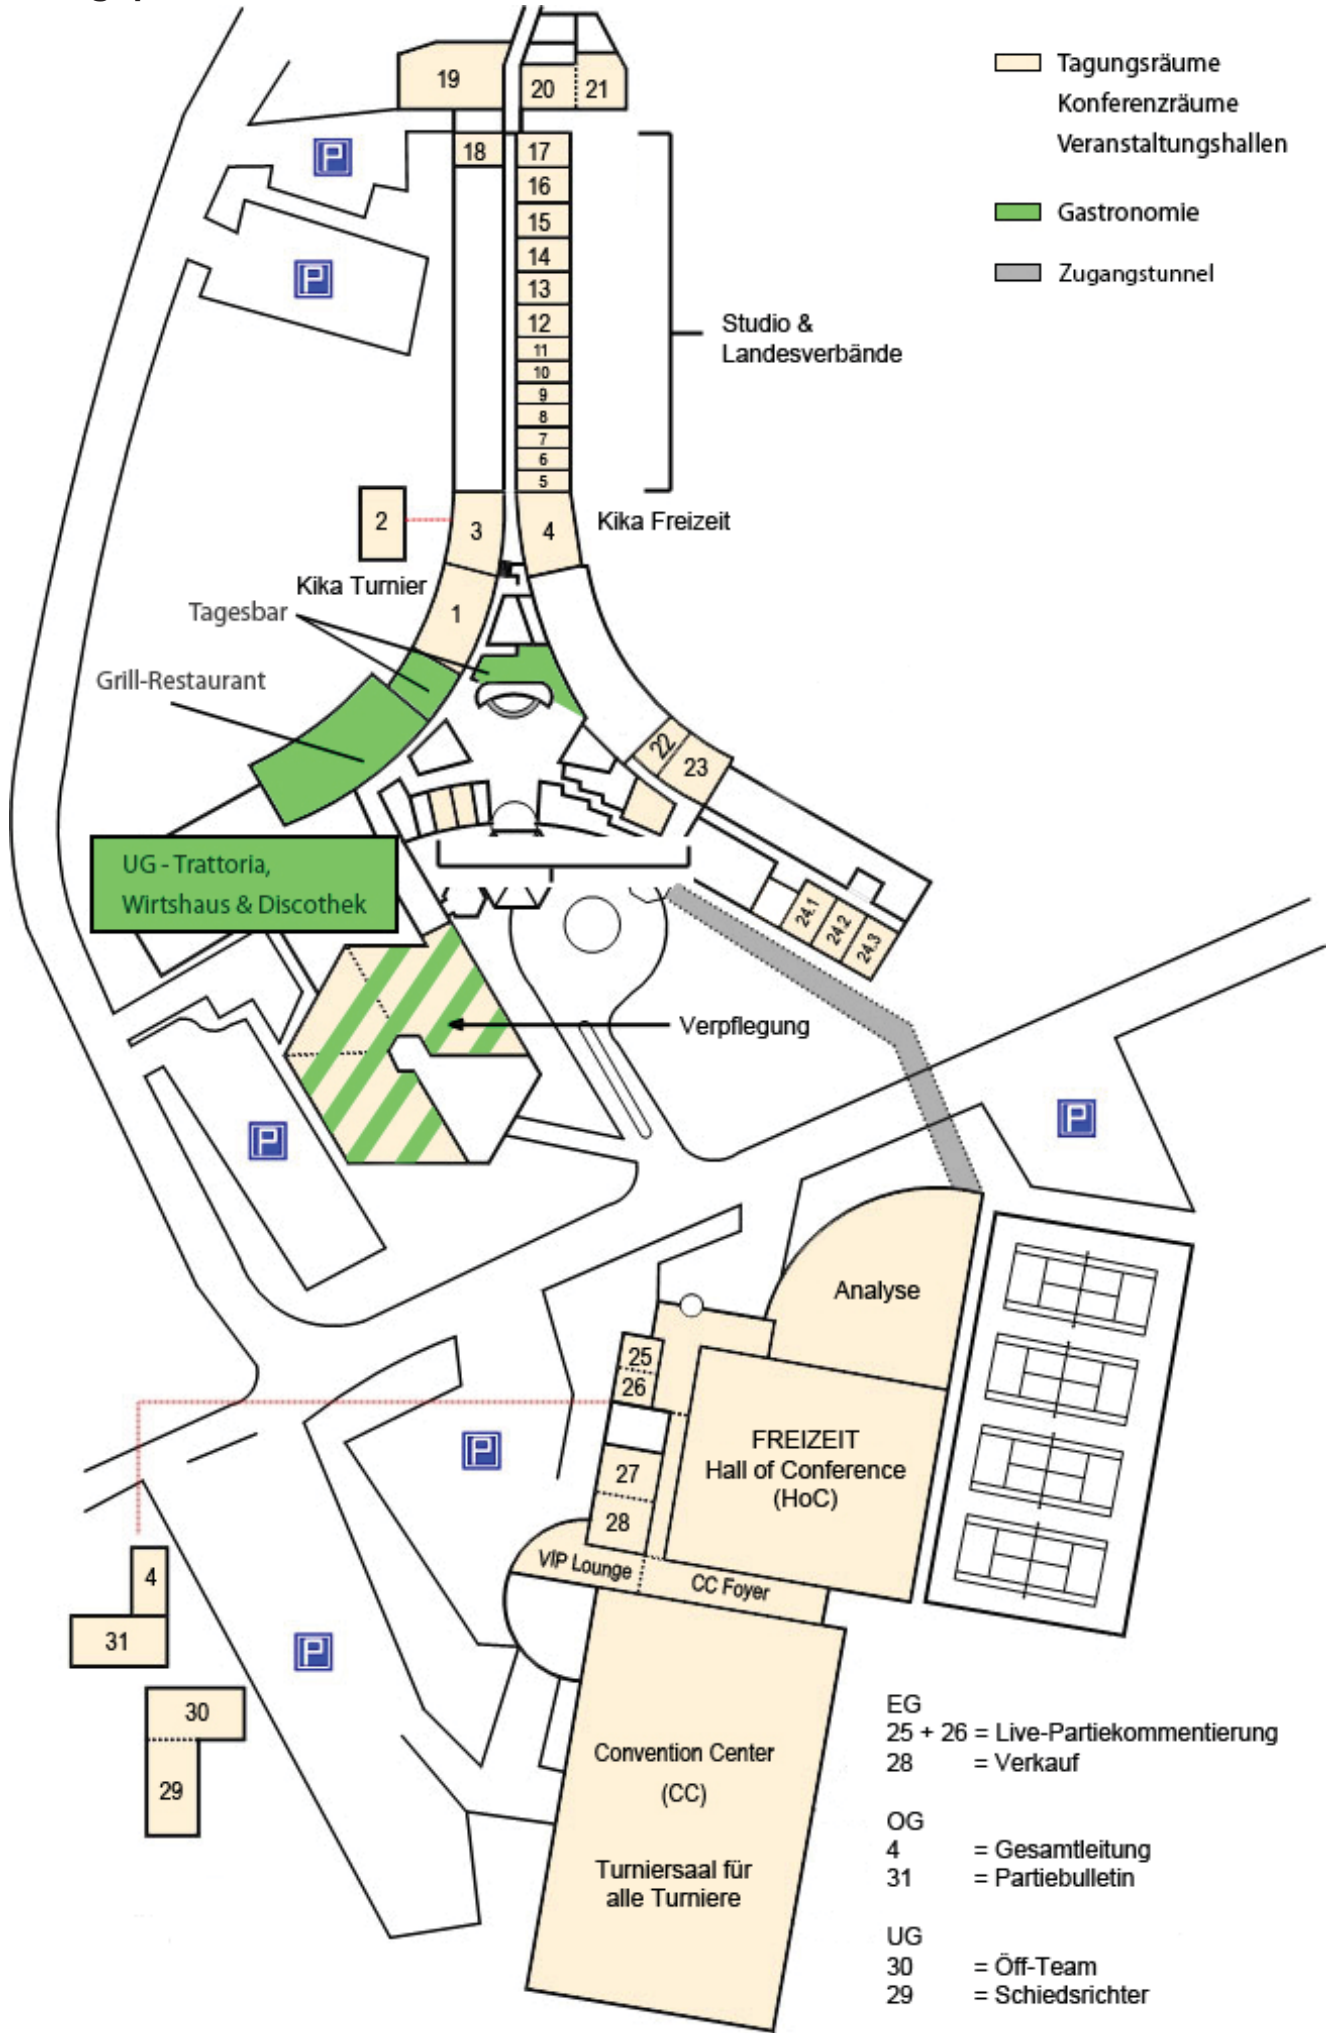 19
20
21
Tagungsräume
Konferenzräume
Veranstaltungshallen
Gastronomie
Zugangstunnel
P
18
17
16
15
14
13
12
11
10
9
8
7
6
5
P
Studio &
Landesverbände
2
3
4
Kika Freizeit
Kika Turnier
1
Tagesbar
Grill-Restaurant
22
23
UG - Trattoria,
Wirtshaus & Discothek
24.1
24.2
24.3
Verpflegung
P
P
Analyse
25
26
FREIZEIT
Hall of Conference
(HoC)
P
27
28
VIP Lounge
CC Foyer
4
31
P
30
29
Convention Center
(CC)
Turniersaal für
alle Turniere
EG
25 + 26 = Live-Partiekommentierung
28 = Verkauf
OG
4 = Gesamtleitung
31 = Partiebulletin
UG
30 = Öff-Team
29 = Schiedsrichter